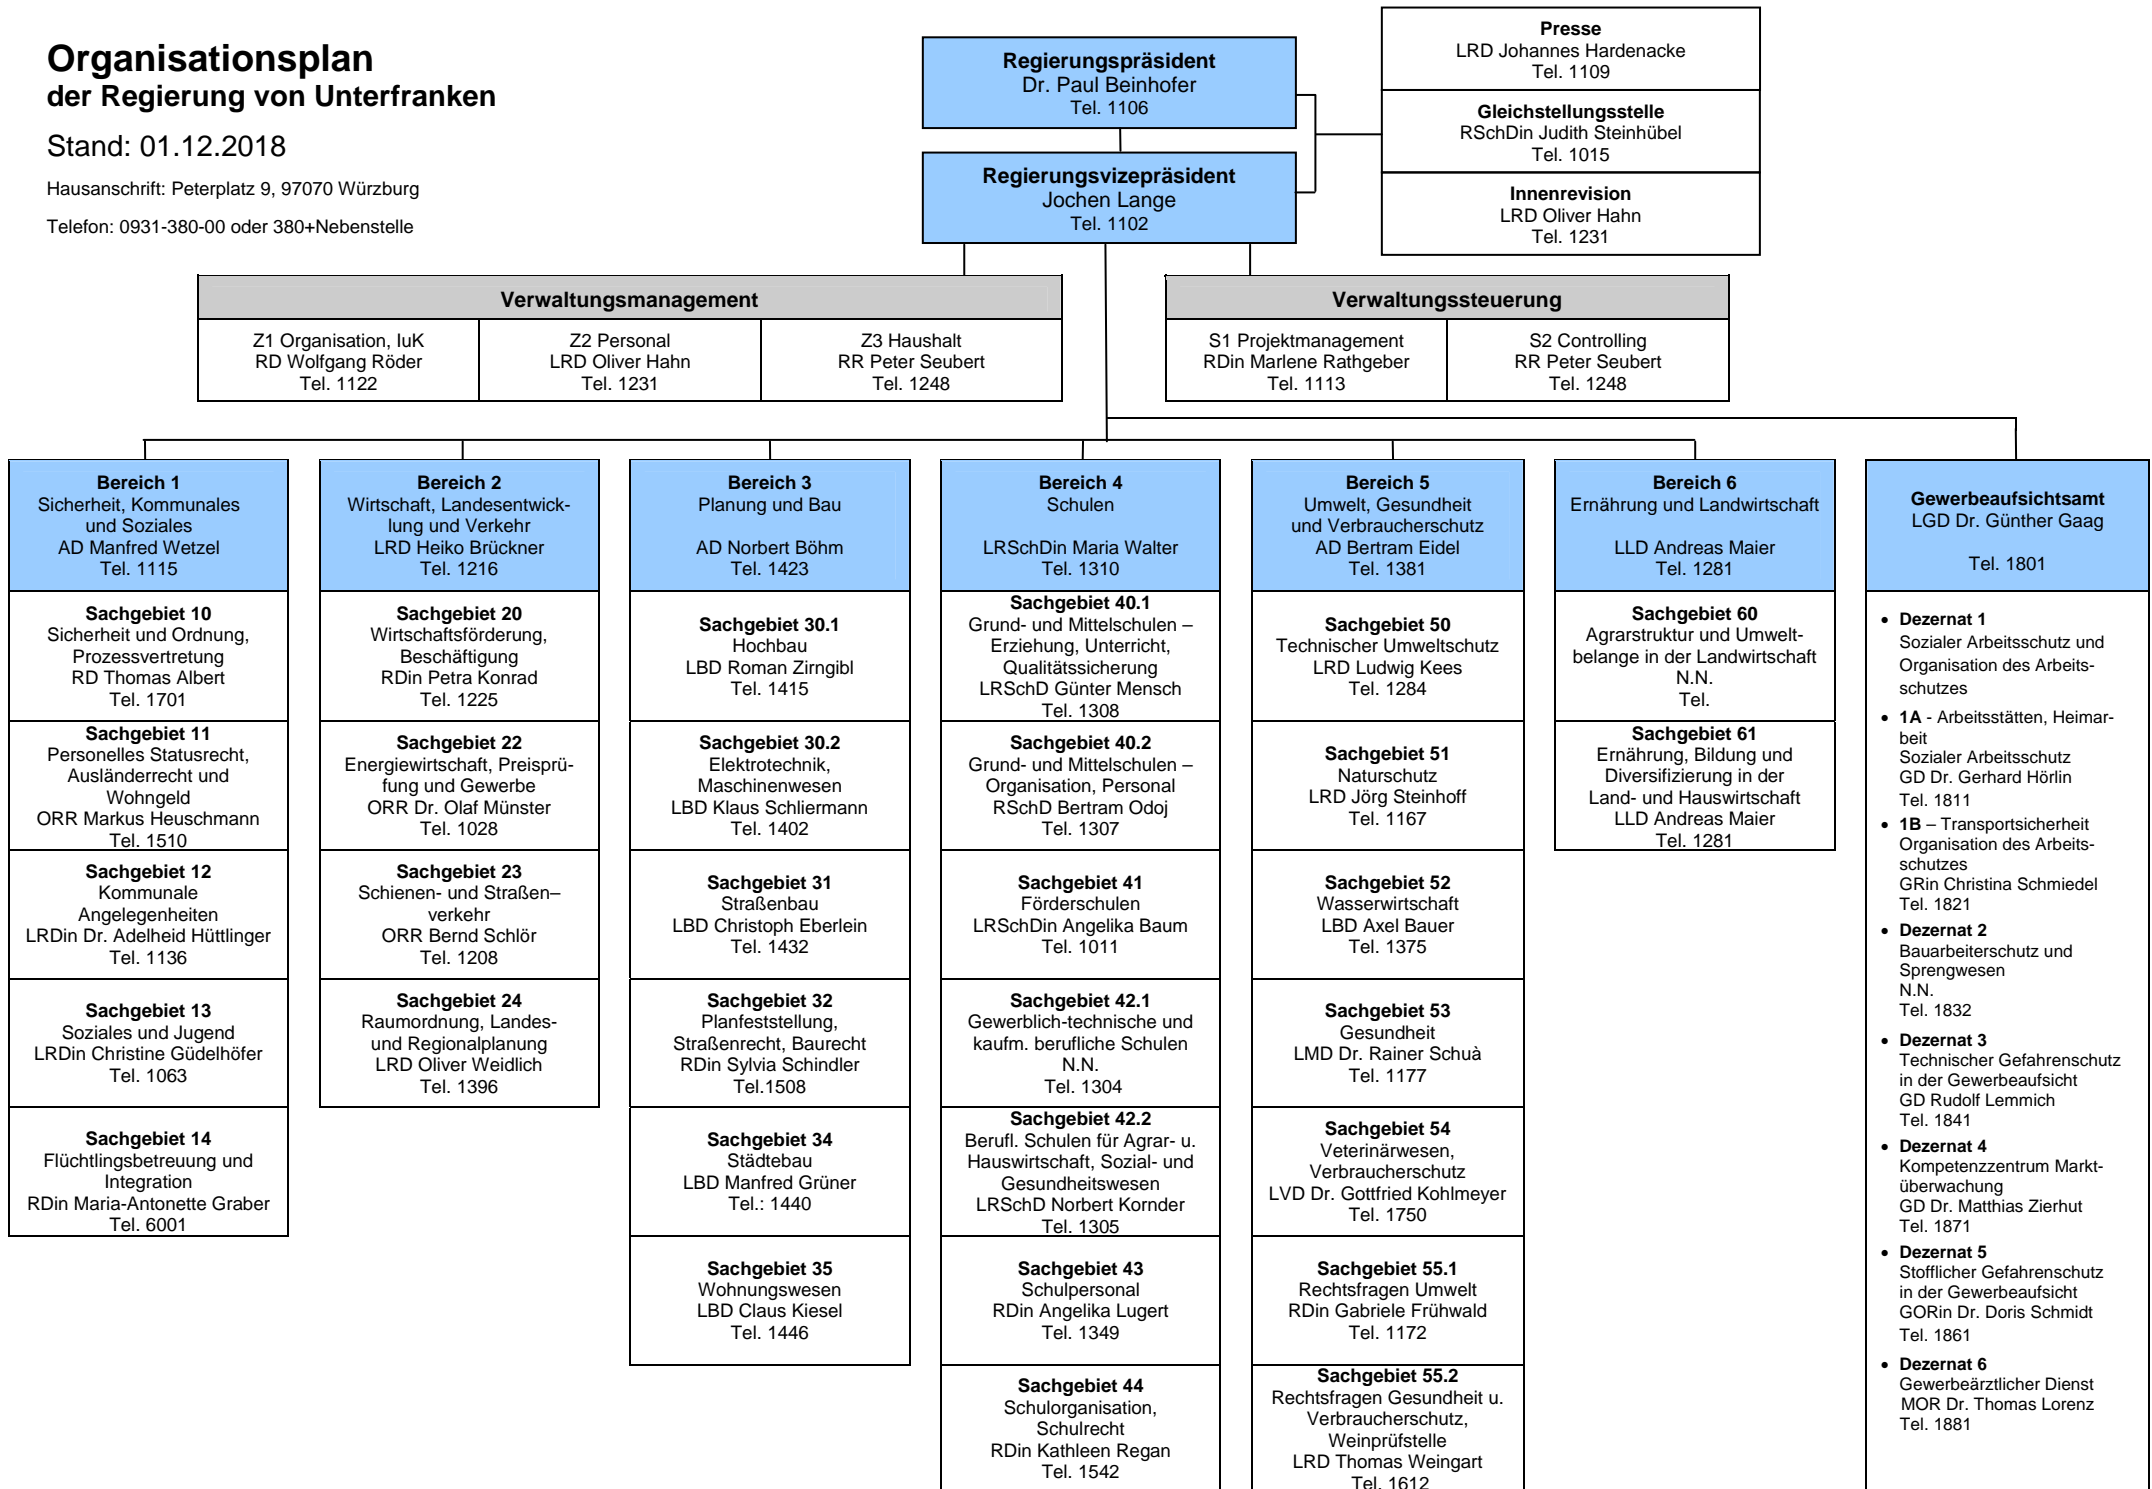 Organisationsplan
der Regierung von Unterfranken
Stand: 01.12.2018
Hausanschrift: Peterplatz 9, 97070 Würzburg
Telefon: 0931-380-00 oder 380+Nebenstelle
Regierungspräsident
Dr. Paul Beinhofer
Tel. 1106
Regierungsvizepräsident
Jochen Lange
Tel. 1102
Presse
LRD Johannes Hardenacke
Tel. 1109
Gleichstellungsstelle
RSchDin Judith Steinhübel
Tel. 1015
Innenrevision
LRD Oliver Hahn
Tel. 1231
Verwaltungsmanagement
Z1 Organisation, IuK
RD Wolfgang Röder
Tel. 1122
Z2 Personal
LRD Oliver Hahn
Tel. 1231
Z3 Haushalt
RR Peter Seubert
Tel. 1248
Verwaltungssteuerung
S1 Projektmanagement
RDin Marlene Rathgeber
Tel. 1113
S2 Controlling
RR Peter Seubert
Tel. 1248
Bereich 1
Sicherheit, Kommunales
und Soziales
AD Manfred Wetzel
Tel. 1115
Sachgebiet 10
Sicherheit und Ordnung,
Prozessvertretung
RD Thomas Albert
Tel. 1701
Sachgebiet 11
Personelles Statusrecht,
Ausländerrecht und
Wohngeld
ORR Markus Heuschmann
Tel. 1510
Sachgebiet 12
Kommunale
Angelegenheiten
LRDin Dr. Adelheid Hüttlinger
Tel. 1136
Sachgebiet 13
Soziales und Jugend
LRDin Christine Güdelhöfer
Tel. 1063
Sachgebiet 14
Flüchtlingsbetreuung und
Integration
RDin Maria-Antonette Graber
Tel. 6001
Bereich 2
Wirtschaft, Landesentwick-
lung und Verkehr
LRD Heiko Brückner
Tel. 1216
Sachgebiet 20
Wirtschaftsförderung,
Beschäftigung
RDin Petra Konrad
Tel. 1225
Sachgebiet 22
Energiewirtschaft, Preisprü-
fung und Gewerbe
ORR Dr. Olaf Münster
Tel. 1028
Sachgebiet 23
Schienen- und Straßen–
verkehr
ORR Bernd Schlör
Tel. 1208
Sachgebiet 24
Raumordnung, Landes-
und Regionalplanung
LRD Oliver Weidlich
Tel. 1396
Bereich 3
Planung und Bau
AD Norbert Böhm
Tel. 1423
Sachgebiet 30.1
Hochbau
LBD Roman Zirngibl
Tel. 1415
Sachgebiet 30.2
Elektrotechnik,
Maschinenwesen
LBD Klaus Schliermann
Tel. 1402
Sachgebiet 31
Straßenbau
LBD Christoph Eberlein
Tel. 1432
Sachgebiet 32
Planfeststellung,
Straßenrecht, Baurecht
RDin Sylvia Schindler
Tel.1508
Sachgebiet 34
Städtebau
LBD Manfred Grüner
Tel.: 1440
Sachgebiet 35
Wohnungswesen
LBD Claus Kiesel
Tel. 1446
Bereich 4
Schulen
LRSchDin Maria Walter
Tel. 1310
Sachgebiet 40.1
Grund- und Mittelschulen –
Erziehung, Unterricht,
Qualitätssicherung
LRSchD Günter Mensch
Tel. 1308
Sachgebiet 40.2
Grund- und Mittelschulen –
Organisation, Personal
RSchD Bertram Odoj
Tel. 1307
Sachgebiet 41
Förderschulen
LRSchDin Angelika Baum
Tel. 1011
Sachgebiet 42.1
Gewerblich-technische und
kaufm. berufliche Schulen
N.N.
Tel. 1304
Sachgebiet 42.2
Berufl. Schulen für Agrar- u.
Hauswirtschaft, Sozial- und
Gesundheitswesen
LRSchD Norbert Kornder
Tel. 1305
Sachgebiet 43
Schulpersonal
RDin Angelika Lugert
Tel. 1349
Sachgebiet 44
Schulorganisation,
Schulrecht
RDin Kathleen Regan
Tel. 1542
Bereich 5
Umwelt, Gesundheit
und Verbraucherschutz
AD Bertram Eidel
Tel. 1381
Sachgebiet 50
Technischer Umweltschutz
LRD Ludwig Kees
Tel. 1284
Sachgebiet 51
Naturschutz
LRD Jörg Steinhoff
Tel. 1167
Sachgebiet 52
Wasserwirtschaft
LBD Axel Bauer
Tel. 1375
Sachgebiet 53
Gesundheit
LMD Dr. Rainer Schuà
Tel. 1177
Sachgebiet 54
Veterinärwesen,
Verbraucherschutz
LVD Dr. Gottfried Kohlmeyer
Tel. 1750
Sachgebiet 55.1
Rechtsfragen Umwelt
RDin Gabriele Frühwald
Tel. 1172
Sachgebiet 55.2
Rechtsfragen Gesundheit u.
Verbraucherschutz,
Weinprüfstelle
LRD Thomas Weingart
Tel. 1612
Bereich 6
Ernährung und Landwirtschaft
LLD Andreas Maier
Tel. 1281
Sachgebiet 60
Agrarstruktur und Umwelt-
belange in der Landwirtschaft
N.N.
Tel.
Sachgebiet 61
Ernährung, Bildung und
Diversifizierung in der
Land- und Hauswirtschaft
LLD Andreas Maier
Tel. 1281
Gewerbeaufsichtsamt
LGD Dr. Günther Gaag
Tel. 1801
• Dezernat 1
Sozialer Arbeitsschutz und
Organisation des Arbeits-
schutzes
• 1A - Arbeitsstätten, Heimar-
beit
Sozialer Arbeitsschutz
GD Dr. Gerhard Hörlin
Tel. 1811
• 1B – Transportsicherheit
Organisation des Arbeits-
schutzes
GRin Christina Schmiedel
Tel. 1821
• Dezernat 2
Bauarbeiterschutz und
Sprengwesen
N.N.
Tel. 1832
• Dezernat 3
Technischer Gefahrenschutz
in der Gewerbeaufsicht
GD Rudolf Lemmich
Tel. 1841
• Dezernat 4
Kompetenzzentrum Markt-
überwachung
GD Dr. Matthias Zierhut
Tel. 1871
• Dezernat 5
Stofflicher Gefahrenschutz
in der Gewerbeaufsicht
GORin Dr. Doris Schmidt
Tel. 1861
• Dezernat 6
Gewerbeärztlicher Dienst
MOR Dr. Thomas Lorenz
Tel. 1881